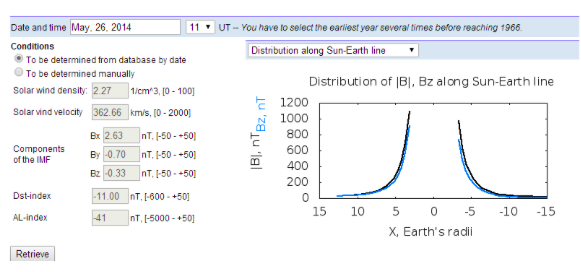 Date and time May, 26, 2014 11 UT -- You have to select the earliest year several times before reaching 1966.
Conditions
To be determined from database by date
To be determined manually
Solar wind density: 2.27 1/cm^3, [0 - 100]
Solar wind velocity 362.66 km/s, [0 - 2000]
Components of the IMF
Bx 2.63 nT, [-50 - +50]
By -0.70 nT, [-50 - +50]
Bz -0.33 nT, [-50 - +50]
Dst-index -11.00 nT, [-600 - +50]
AL-index -41 nT, [-5000 - +50]
Retrieve
Distribution along Sun-Earth line
Distribution of |B|, Bz along Sun-Earth line
|B|, nT
Bz, nT
1200
1000
800
600
400
200
0
15 10 5 0 -5 -10 -15
X, Earth's radii